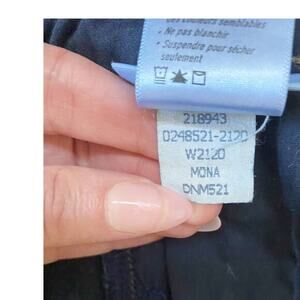 les couleurs semblables
• Ne pas blanchir
• Suspendre pour sécher
seulement
218943
0248521-2120
W2120
MONA
DNM521